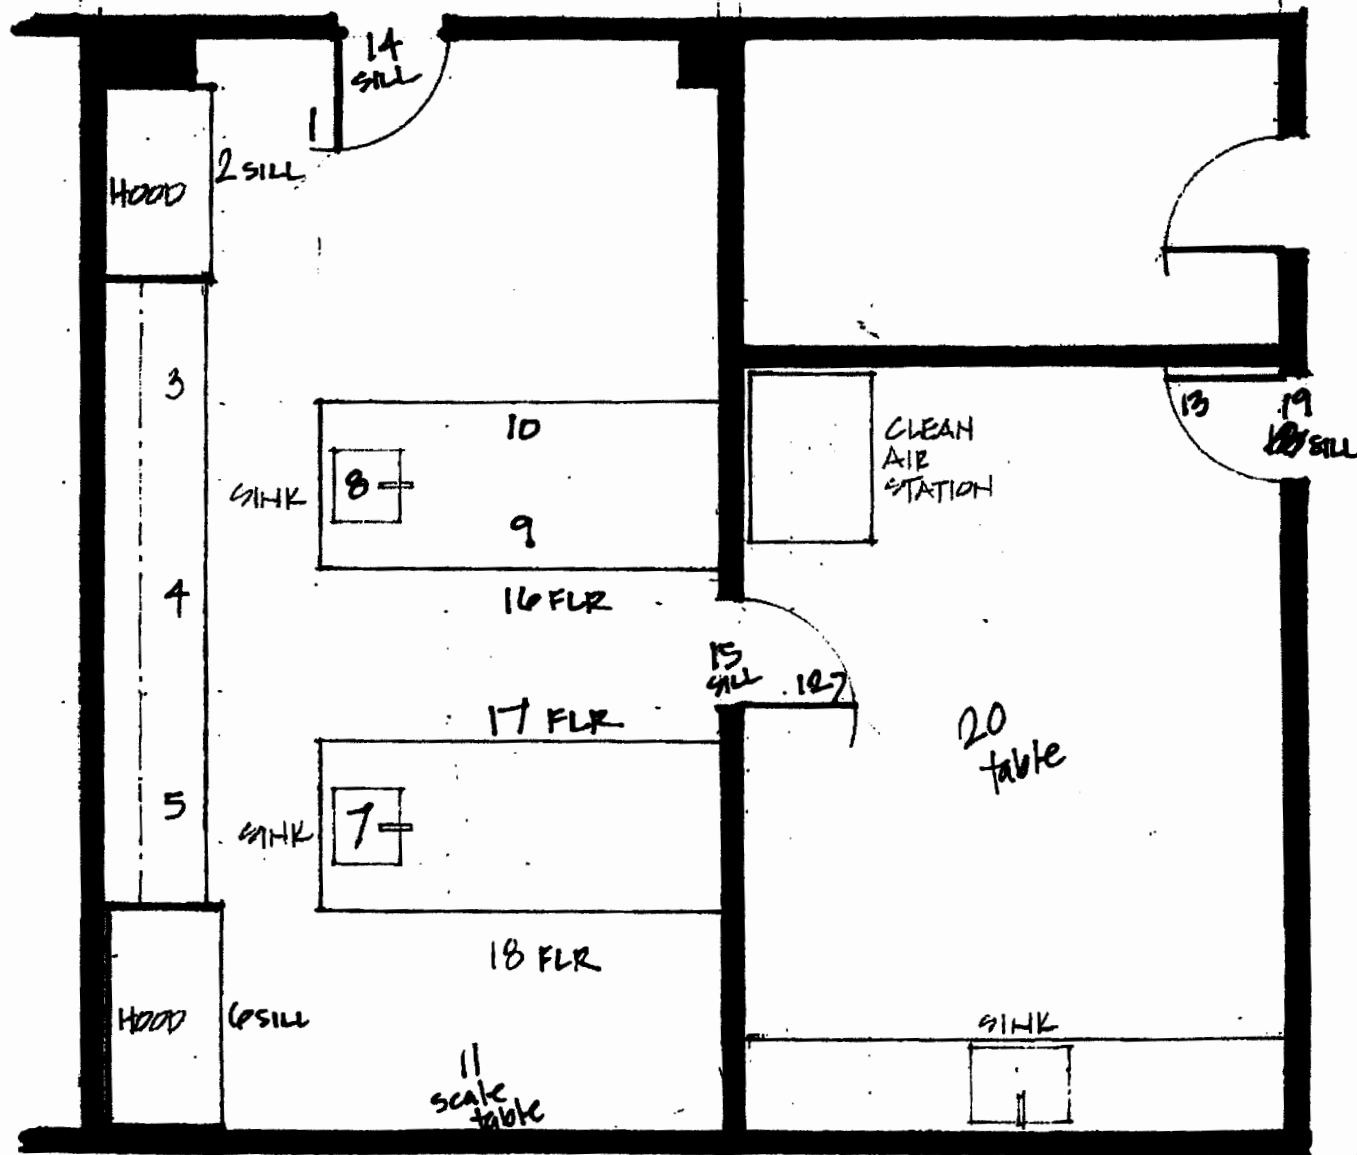 14
SILL
1
2 SILL
HOOD
3
10
13
19
SILL
CLEAN
AIR
STATION
SINK
8
9
4
16 FLR
15
SILL
12
17 FLR
20
table
5
SINK
7
18 FLR
HOOD
6 SILL
11
scale
table
SINK